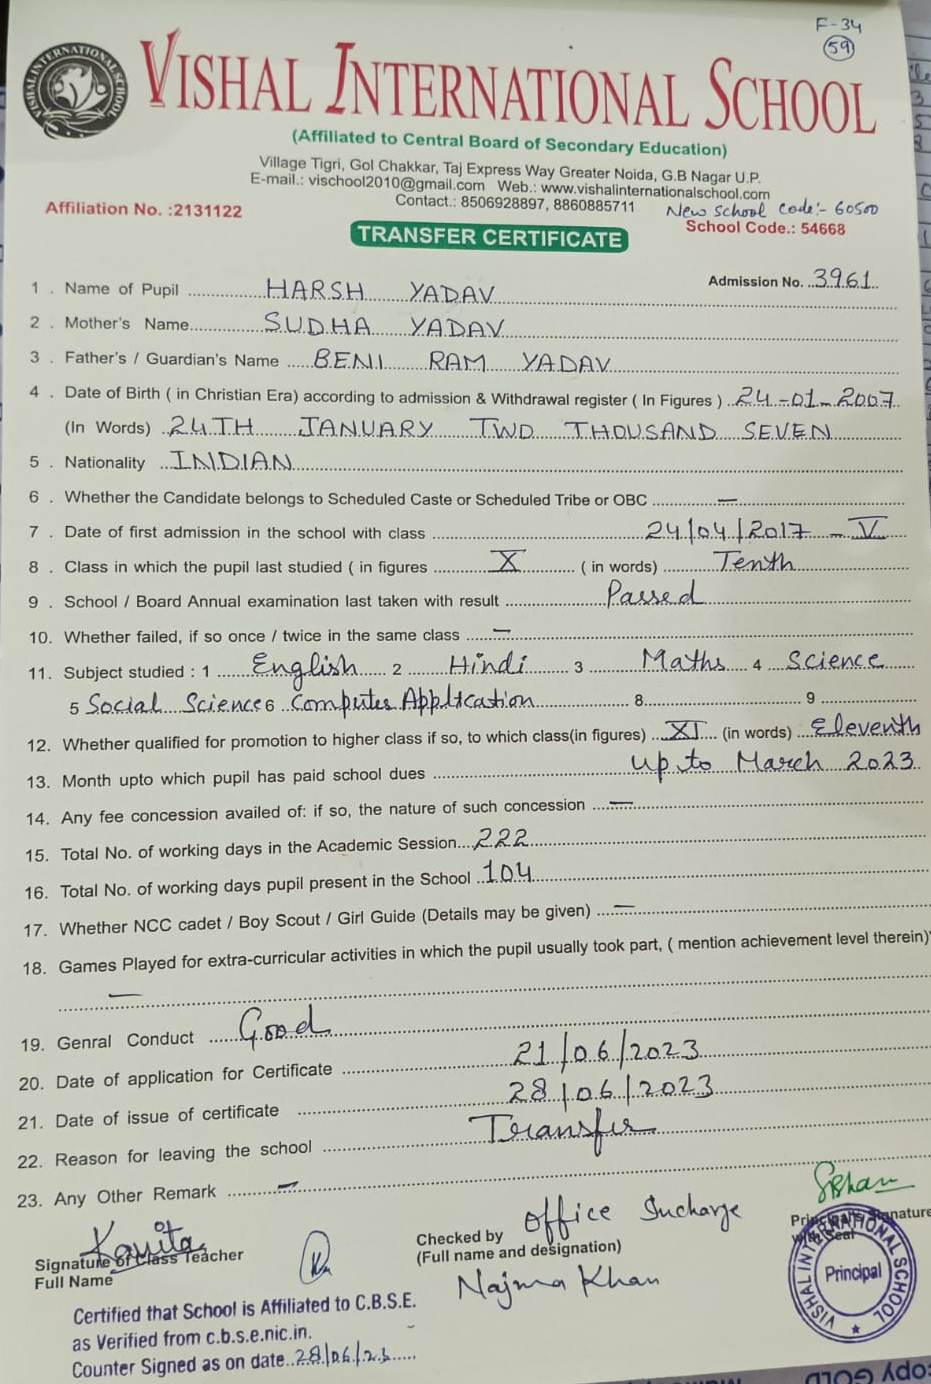 F-34
59
VISHAL INTERNATIONAL SCHOOL
VISHAL INTERNATIONAL SCHOOL
(Affiliated to Central Board of Secondary Education)
Village Tigri, Gol Chakkar, Taj Express Way Greater Noida, G.B Nagar U.P.
E-mail.: vischool2010@gmail.com Web.: www.vishalinternationalschool.com
Contact.: 8506928897, 8860885711
New School Code:- 60500
Affiliation No. :2131122
School Code.: 54668
TRANSFER CERTIFICATE
Admission No. ..3961..
1 . Name of Pupil HARSH YADAV
2 . Mother's Name SUDHA YADAV
3 . Father's / Guardian's Name BENI RAM YADAV
4 . Date of Birth ( in Christian Era) according to admission & Withdrawal register ( In Figures ) 24-01-2007
(In Words) 24TH JANUARY TWO THOUSAND SEVEN
5 . Nationality INDIAN
6 . Whether the Candidate belongs to Scheduled Caste or Scheduled Tribe or OBC —
7 . Date of first admission in the school with class 24/04/2017 - V
8 . Class in which the pupil last studied ( in figures X ( in words) Tenth
9 . School / Board Annual examination last taken with result Passed
10. Whether failed, if so once / twice in the same class —
11. Subject studied : 1 English 2 Hindi 3 Maths 4 Science
5 Social Science 6 Computer Application 8 9
12. Whether qualified for promotion to higher class if so, to which class(in figures) XI (in words) Eleventh
13. Month upto which pupil has paid school dues up to March 2023
14. Any fee concession availed of: if so, the nature of such concession —
15. Total No. of working days in the Academic Session 222
16. Total No. of working days pupil present in the School 104
17. Whether NCC cadet / Boy Scout / Girl Guide (Details may be given) —
18. Games Played for extra-curricular activities in which the pupil usually took part, ( mention achievement level therein)
—
19. Genral Conduct Good
20. Date of application for Certificate 21/06/2023
21. Date of issue of certificate 28/06/2023
22. Reason for leaving the school Transfer
23. Any Other Remark —
Kavita
Signature of Class Teacher
Full Name
Checked by Office Incharge
(Full name and designation)
Najma Khan
Principal's Signature
with Seal
VISHAL INTERNATIONAL SCHOOL
Principal
Certified that School is Affiliated to C.B.S.E.
as Verified from c.b.s.e.nic.in.
Counter Signed as on date 28/06/23